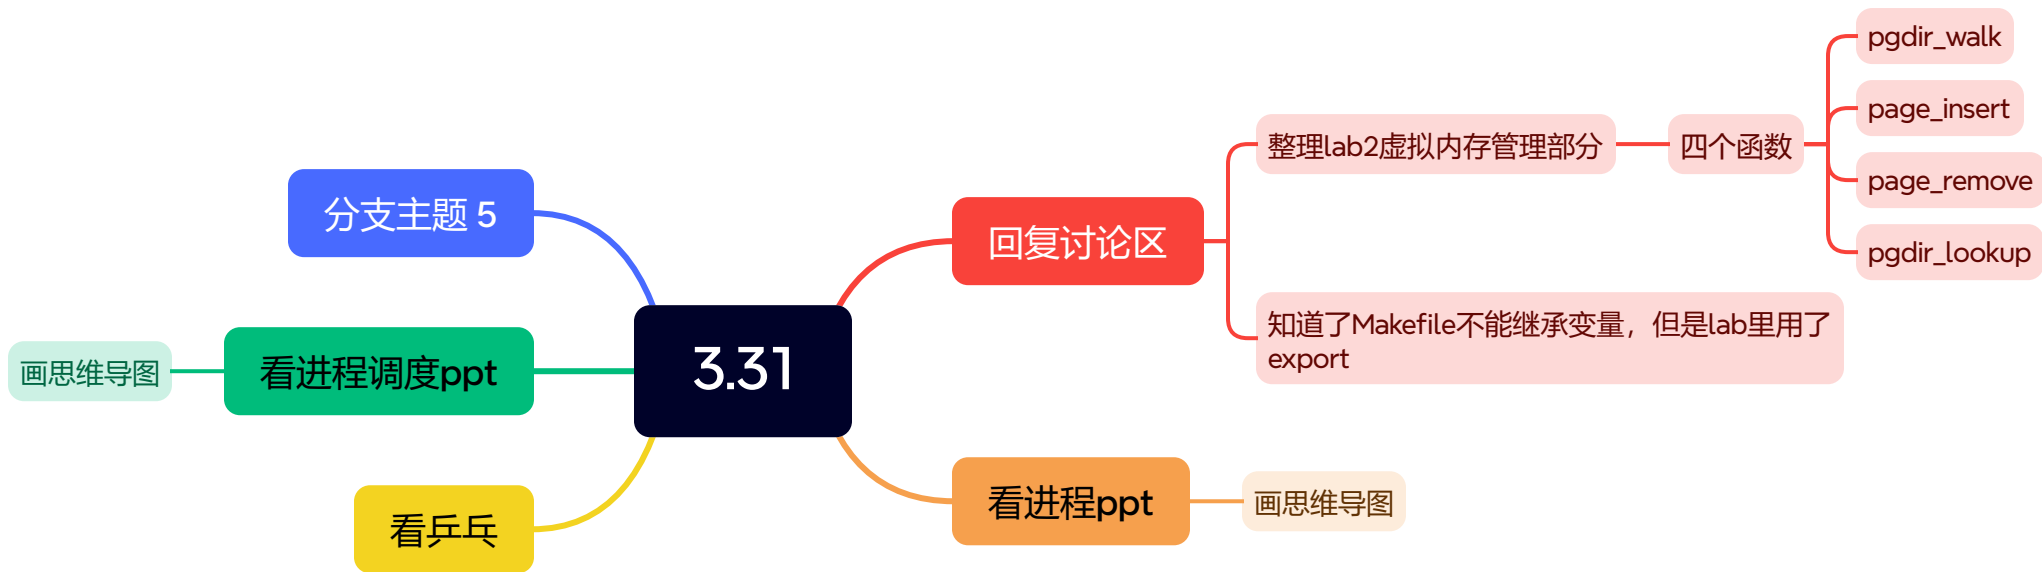 3.31
回复讨论区
整理lab2虚拟内存管理部分
四个函数
pgdir_walk
page_insert
page_remove
pgdir_lookup
知道了Makefile不能继承变量，但是lab里用了
export
看进程ppt
画思维导图
看乒乓
看进程调度ppt
画思维导图
分支主题 5